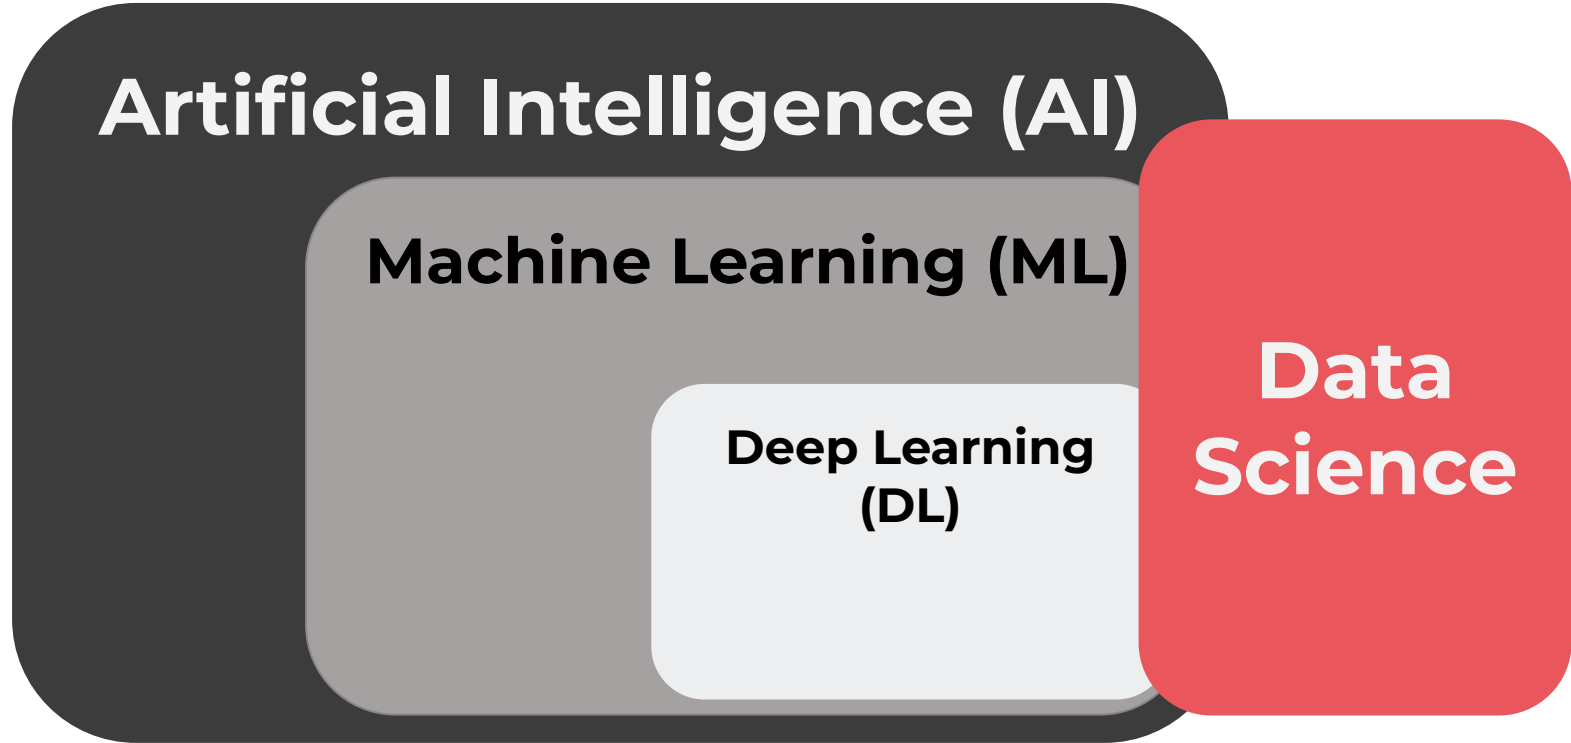 Artificial Intelligence (AI)
Machine Learning (ML)
Data
Science
Deep Learning
(DL)